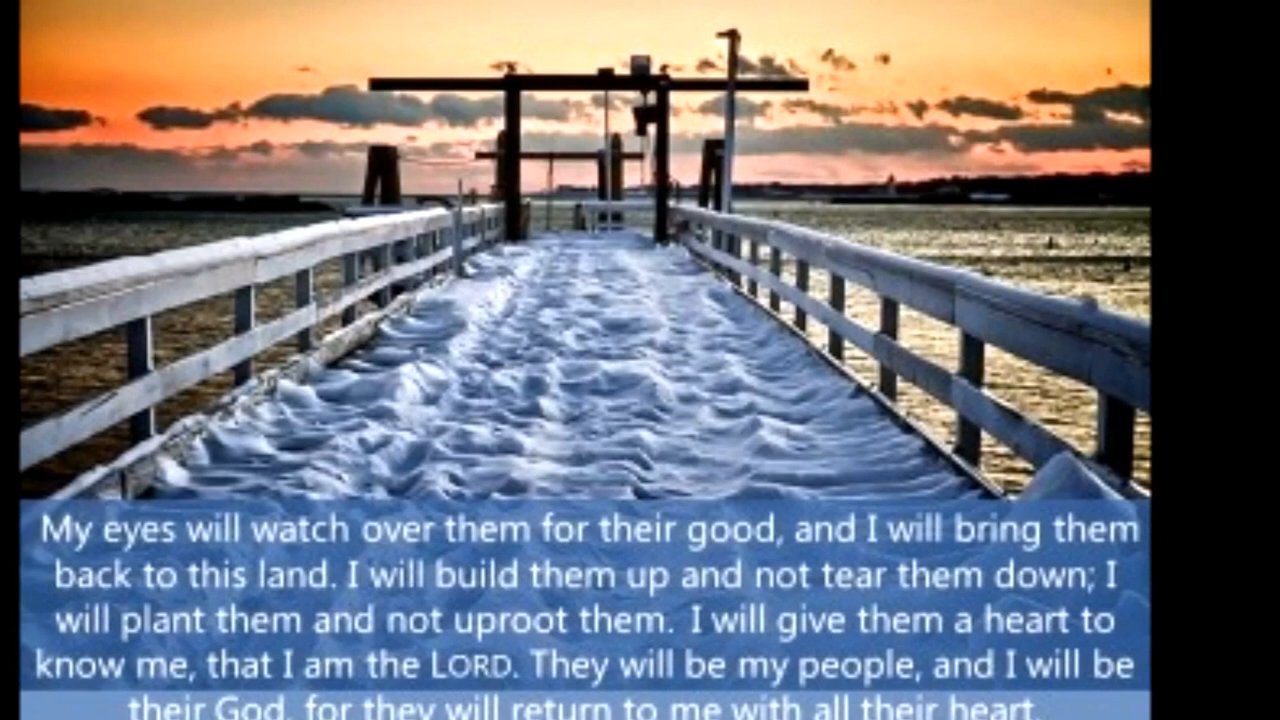 My eyes will watch over them for their good, and I will bring them
back to this land. I will build them up and not tear them down; I
will plant them and not uproot them. I will give them a heart to
know me, that I am the LORD. They will be my people, and I will be
their God, for they will return to me with all their heart.